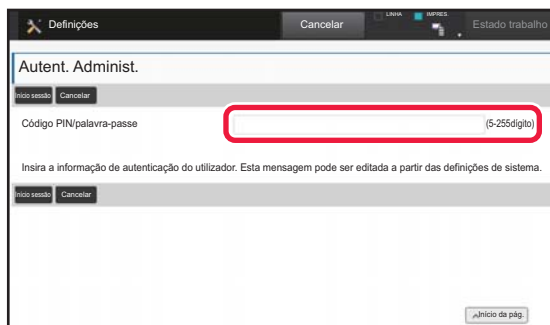 Definições
Cancelar
LINHA
IMPRES.
Estado trabalho
Autent. Administ.
Início sessão Cancelar
Código PIN/palavra-passe
(5-255dígito)
Insira a informação de autenticação do utilizador. Esta mensagem pode ser editada a partir das definições de sistema.
Início sessão Cancelar
Início da pág.